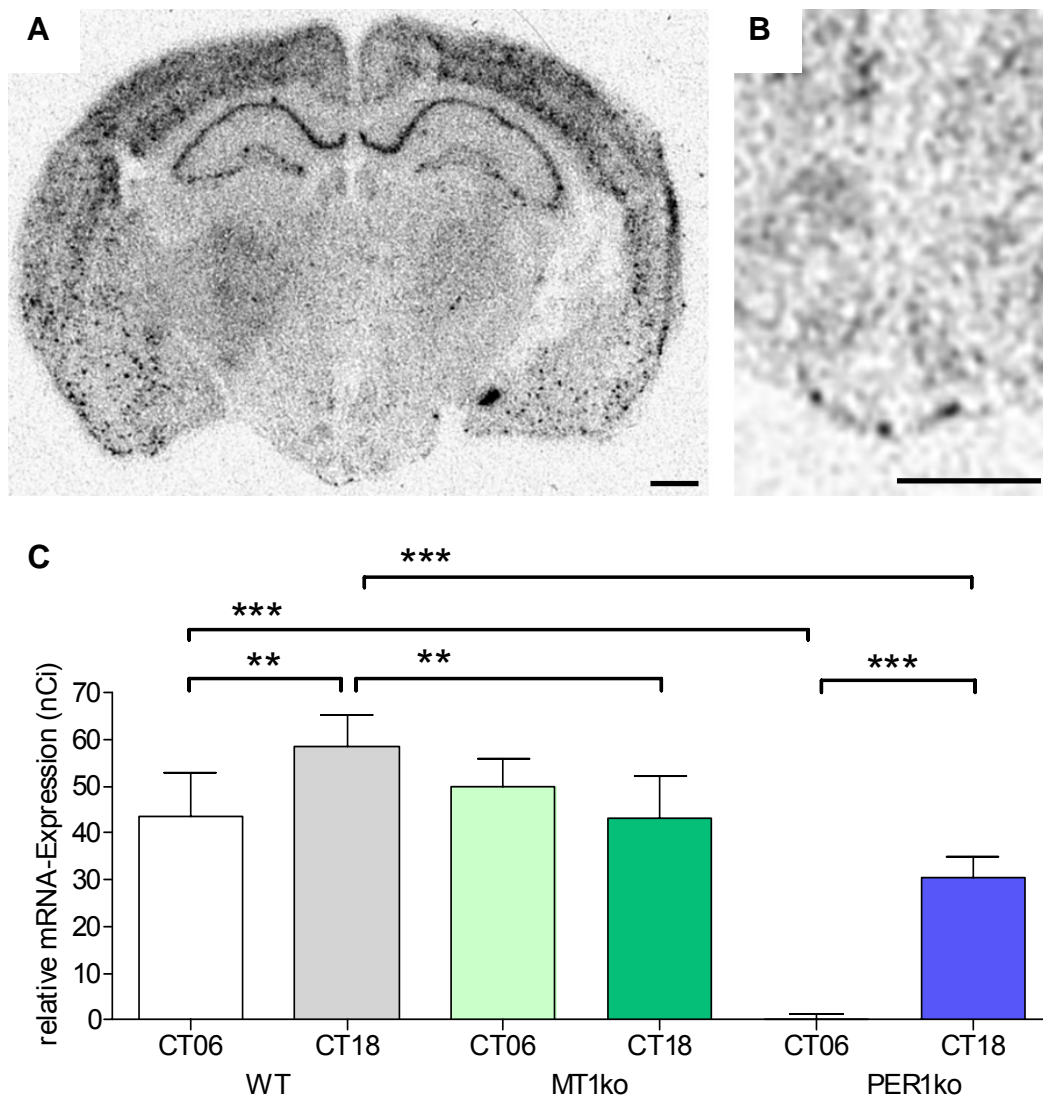 A
B
C
***
***
**
**
***
relative mRNA-Expression (nCi)
70
60
50
40
30
20
10
0
CT06 CT18 CT06 CT18 CT06 CT18
WT MT1ko PER1ko